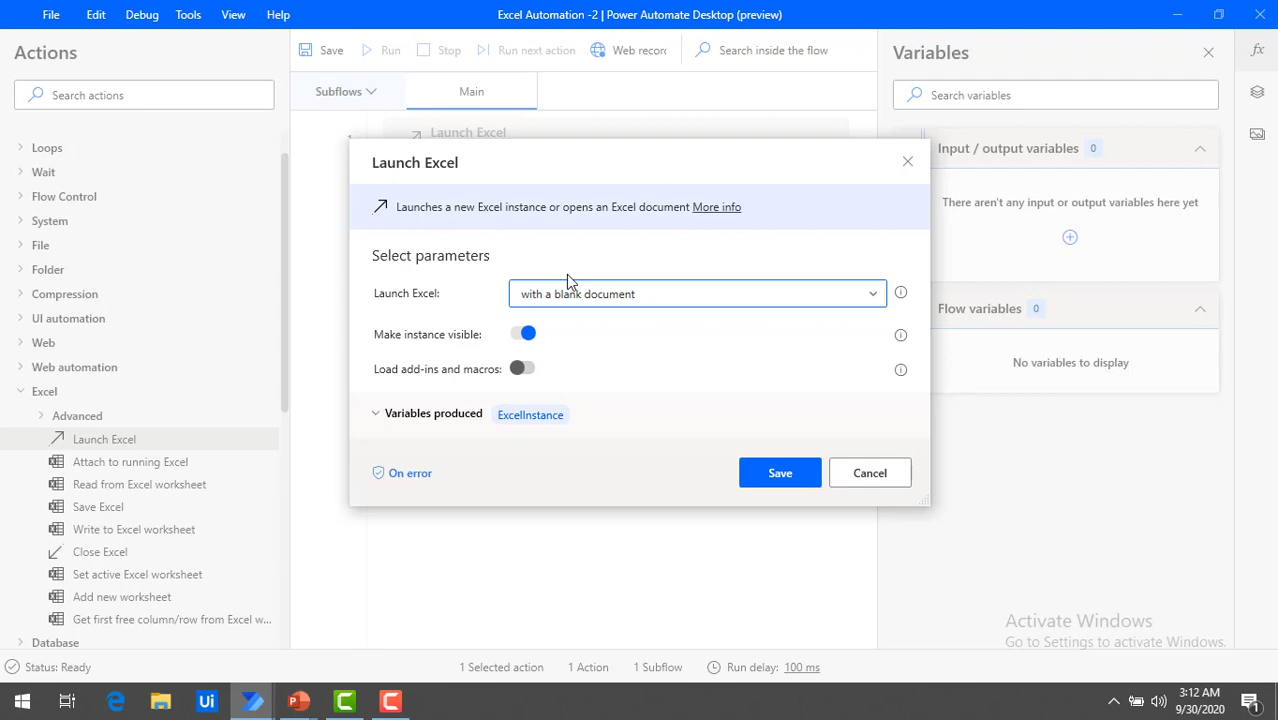 File Edit Debug Tools View Help
Excel Automation -2 | Power Automate Desktop (preview)
Actions
Search actions
Loops
Wait
Flow Control
System
File
Folder
Compression
UI automation
Web
Web automation
Excel
Advanced
Launch Excel
Attach to running Excel
Read from Excel worksheet
Save Excel
Write to Excel worksheet
Close Excel
Set active Excel worksheet
Add new worksheet
Get first free column/row from Excel w...
Database
Save Run Stop Run next action Web recor Search inside the flow
Subflows Main
1 Launch Excel
Launch Excel
Launches a new Excel instance or opens an Excel document More info
Select parameters
Launch Excel: with a blank document
Make instance visible:
Load add-ins and macros:
Variables produced ExcelInstance
On error Save Cancel
Variables
fx
Search variables
Input / output variables 0
There aren't any input or output variables here yet
Flow variables 0
No variables to display
Activate Windows
Go to Settings to activate Windows.
Status: Ready 1 Selected action 1 Action 1 Subflow Run delay: 100 ms
Ui
3:12 AM
9/30/2020
1